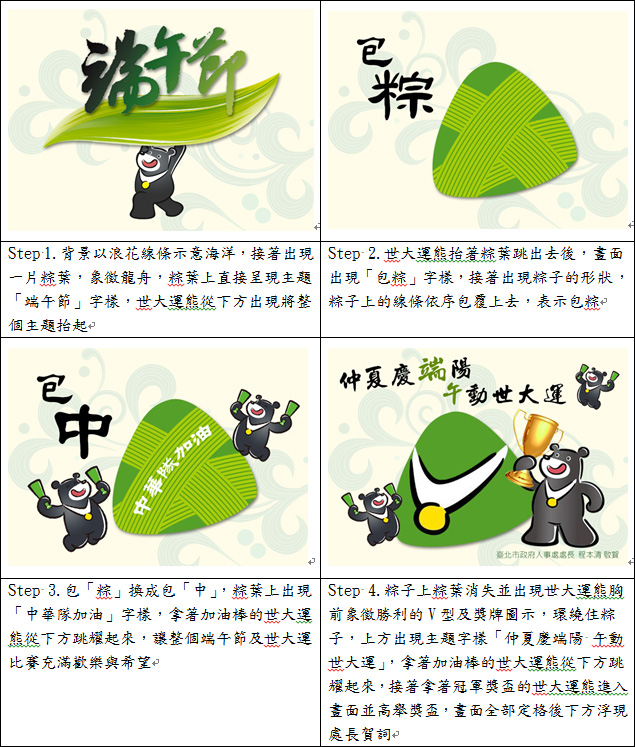 端午節
Step 1. 背景以浪花線條示意海洋，接著出現
一片粽葉，象徵龍舟，粽葉上直接呈現主題
「端午節」字樣，世大運熊從下方出現將整
個主題抬起
包
粽
Step 2. 世大運熊抬著粽葉跳出去後，畫面
出現「包粽」字樣，接著出現粽子的形狀，
粽子上的線條依序包覆上去，表示包粽
包
中
中華隊加油
Step 3. 包「粽」換成包「中」，粽葉上出現
「中華隊加油」字樣，拿著加油棒的世大運
熊從下方跳耀起來，讓整個端午節及世大運
比賽充滿歡樂與希望
仲夏慶端陽
午動世大運
臺北市政府人事處處長 程本清 敬賀
Step 4. 粽子上粽葉消失並出現世大運熊胸
前象徵勝利的 V 型及獎牌圖示，環繞住粽
子，上方出現主題字樣「仲夏慶端陽 午動
世大運」，拿著加油棒的世大運熊從下方跳
耀起來，接著拿著冠軍獎盃的世大運熊進入
畫面並高舉獎盃，畫面全部定格後下方浮現
處長賀詞